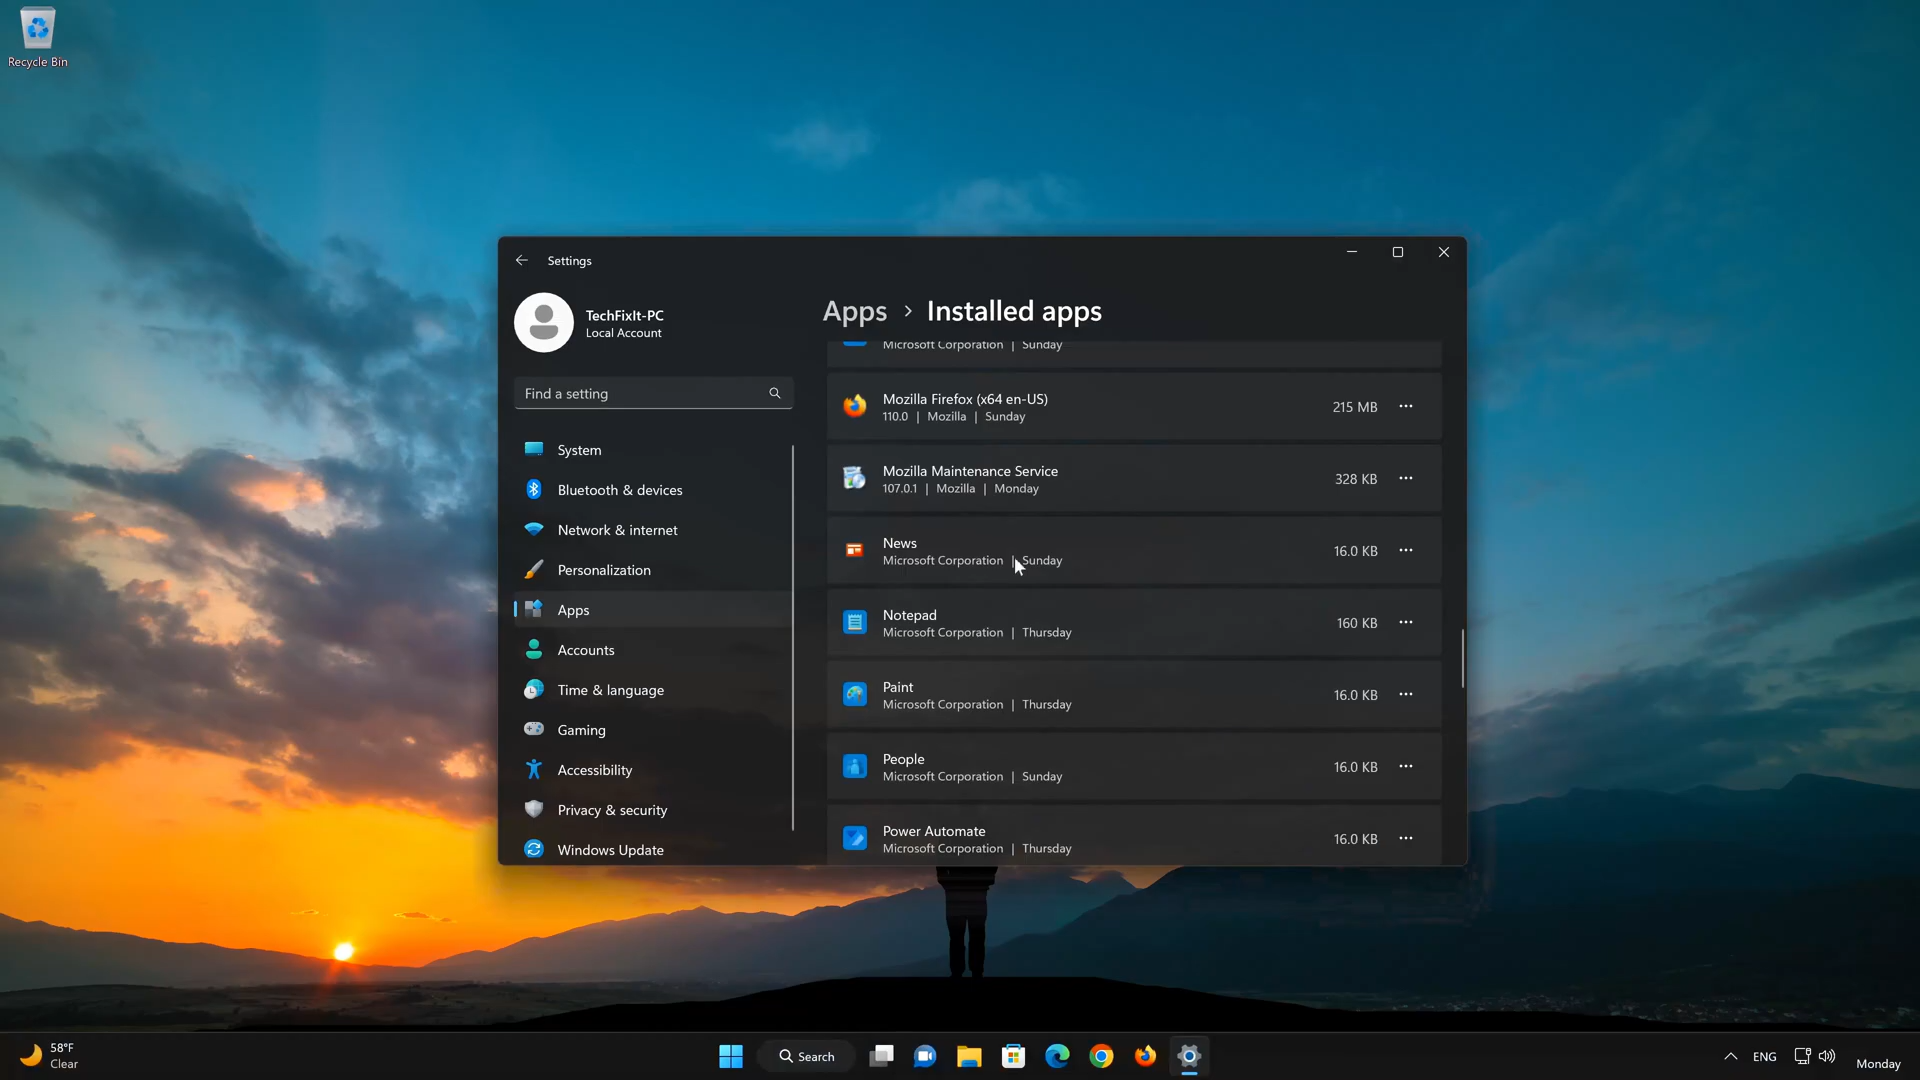 Recycle Bin
Settings
TechFixIt-PC
Local Account
Find a setting
System
Bluetooth & devices
Network & internet
Personalization
Apps
Accounts
Time & language
Gaming
Accessibility
Privacy & security
Windows Update
Apps > Installed apps
Microsoft Corporation | Sunday
Mozilla Firefox (x64 en-US)
110.0 | Mozilla | Sunday
215 MB
Mozilla Maintenance Service
107.0.1 | Mozilla | Monday
328 KB
News
Microsoft Corporation | Sunday
16.0 KB
Notepad
Microsoft Corporation | Thursday
160 KB
Paint
Microsoft Corporation | Thursday
16.0 KB
People
Microsoft Corporation | Sunday
16.0 KB
Power Automate
Microsoft Corporation | Thursday
16.0 KB
58°F
Clear
Search
ENG
Monday